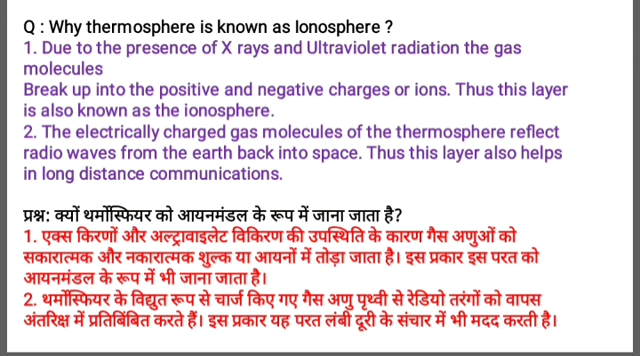 Q : Why thermosphere is known as Ionosphere ?
1. Due to the presence of X rays and Ultraviolet radiation the gas
molecules
Break up into the positive and negative charges or ions. Thus this layer
is also known as the ionosphere.
2. The electrically charged gas molecules of the thermosphere reflect
radio waves from the earth back into space. Thus this layer also helps
in long distance communications.
प्रश्न: क्यों थर्मोस्फियर को आयनमंडल के रूप में जाना जाता है?
1. एक्स किरणों और अल्ट्रावाइलेट विकिरण की उपस्थिति के कारण गैस अणुओं को
सकारात्मक और नकारात्मक शुल्क या आयनों में तोड़ा जाता है। इस प्रकार इस परत को
आयनमंडल के रूप में भी जाना जाता है।
2. थर्मोस्फियर के विद्युत रूप से चार्ज किए गए गैस अणु पृथ्वी से रेडियो तरंगों को वापस
अंतरिक्ष में प्रतिबिंबित करते हैं। इस प्रकार यह परत लंबी दूरी के संचार में भी मदद करती है।